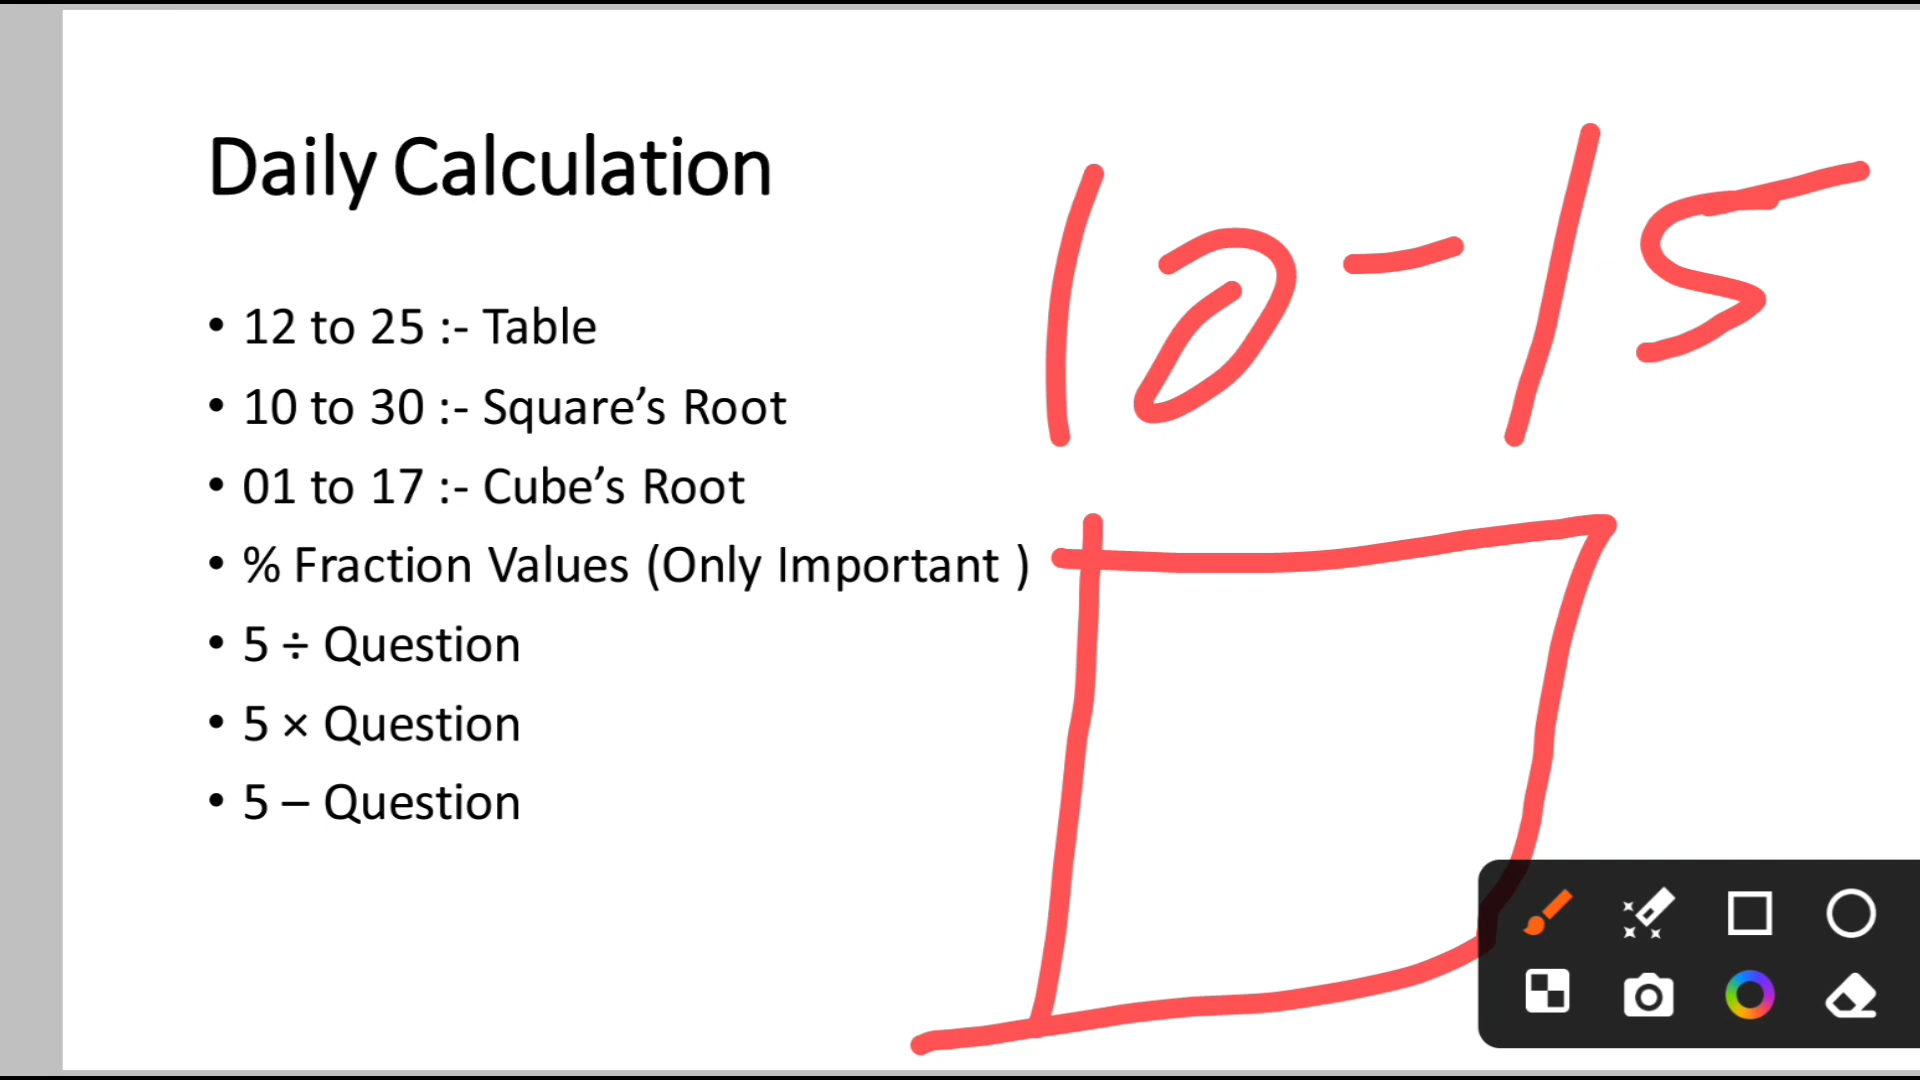 Daily Calculation
10-15
• 12 to 25 :- Table
• 10 to 30 :- Square’s Root
• 01 to 17 :- Cube’s Root
• % Fraction Values (Only Important )
• 5 ÷ Question
• 5 × Question
• 5 – Question